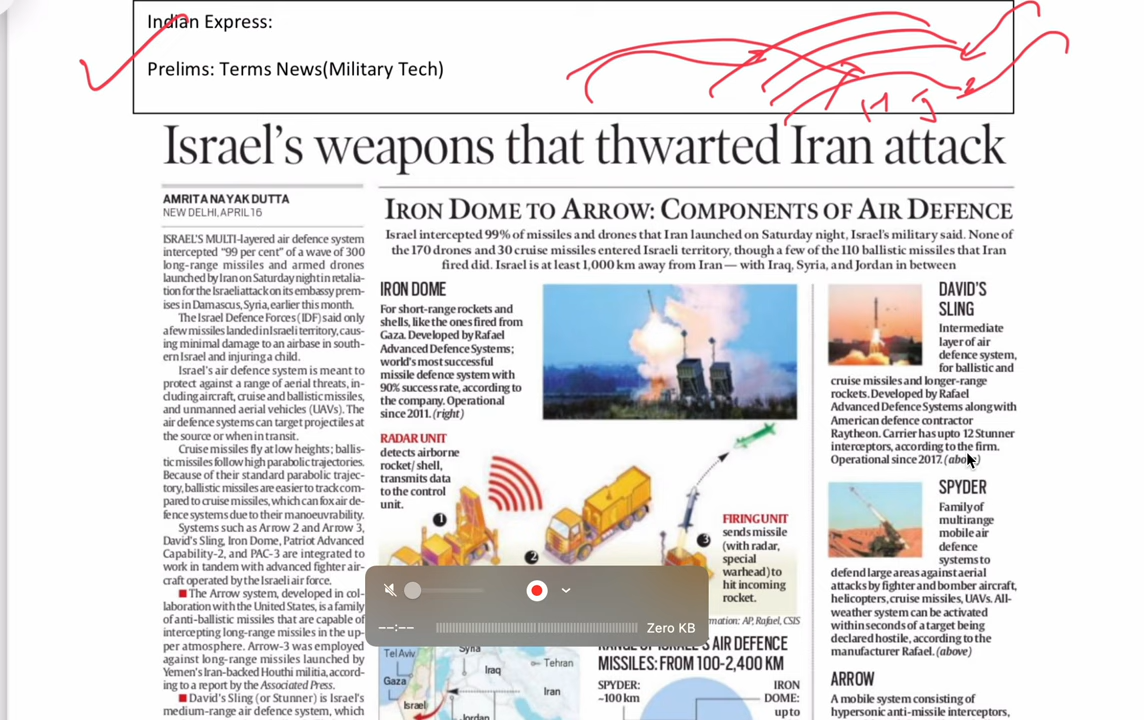 Indian Express:
Prelims: Terms News(Military Tech)
Israel's weapons that thwarted Iran attack
AMRITA NAYAK DUTTA
NEW DELHI, APRIL 16
ISRAEL'S MULTI-layered air defence system
intercepted "99 per cent" of a wave of 300
long-range missiles and armed drones
launched by Iran on Saturday night in retalia-
tion for the Israeli attack on its embassy prem-
ises in Damascus, Syria, earlier this month.
The Israel Defence Forces (IDF) said only
a few missiles landed in Israeli territory, caus-
ing minimal damage to an airbase in south-
ern Israel and injuring a child.
Israel's air defence system is meant to
protect against a range of aerial threats, in-
cluding aircraft, cruise and ballistic missiles,
and unmanned aerial vehicles (UAVs). The
air defence systems can target projectiles at
the source or when in transit.
Cruise missiles fly at low heights; ballis-
tic missiles follow high parabolic trajectories.
Because of their standard parabolic trajec-
tory, ballistic missiles are easier to track com-
pared to cruise missiles, which can fox air de-
fence systems due to their manoeuvrability.
Systems such as Arrow 2 and Arrow 3,
David's Sling, Iron Dome, Patriot Advanced
Capability-2, and PAC-3 are integrated to
work in tandem with advanced fighter air-
craft operated by the Israeli air force.
■ The Arrow system, developed in col-
laboration with the United States, is a family
of anti-ballistic missiles that are capable of
intercepting long-range missiles in the up-
per atmosphere. Arrow-3 was employed
against long-range missiles launched by
Yemen's Iran-backed Houthi militia, accord-
ing to a report by the Associated Press.
■ David's Sling (or Stunner) is Israel's
medium-range air defence system, which
IRON DOME TO ARROW: COMPONENTS OF AIR DEFENCE
Israel intercepted 99% of missiles and drones that Iran launched on Saturday night, Israel's military said. None of
the 170 drones and 30 cruise missiles entered Israeli territory, though a few of the 110 ballistic missiles that Iran
fired did. Israel is at least 1,000 km away from Iran — with Iraq, Syria, and Jordan in between
IRON DOME
For short-range rockets and
shells, like the ones fired from
Gaza. Developed by Rafael
Advanced Defence Systems;
world's most successful
missile defence system with
90% success rate, according to
the company. Operational
since 2011. (right)
RADAR UNIT
detects airborne
rocket/ shell,
transmits data
to the control
unit.
1
2
3
FIRING UNIT
sends missile
(with radar,
special
warhead) to
hit incoming
rocket.
mation: AP, Rafael, CSIS
--:--
Zero KB
RANGE OF ISRAEL'S AIR DEFENCE
MISSILES: FROM 100-2,400 KM
SPYDER:
~100 km
IRON
DOME:
up to
Tel Aviv
Gaza
Israel
Syria
Iraq
Jordan
Tehran
Iran
DAVID'S
SLING
Intermediate
layer of air
defence system,
for ballistic and
cruise missiles and longer-range
rockets. Developed by Rafael
Advanced Defence Systems along with
American defence contractor
Raytheon. Carrier has upto 12 Stunner
interceptors, according to the firm.
Operational since 2017. (above)
SPYDER
Family of
multirange
mobile air
defence
systems to
defend large areas against aerial
attacks by fighter and bomber aircraft,
helicopters, cruise missiles, UAVs. All-
weather system can be activated
within seconds of a target being
declared hostile, according to the
manufacturer Rafael. (above)
ARROW
A mobile system consisting of
hypersonic anti-missile interceptors,